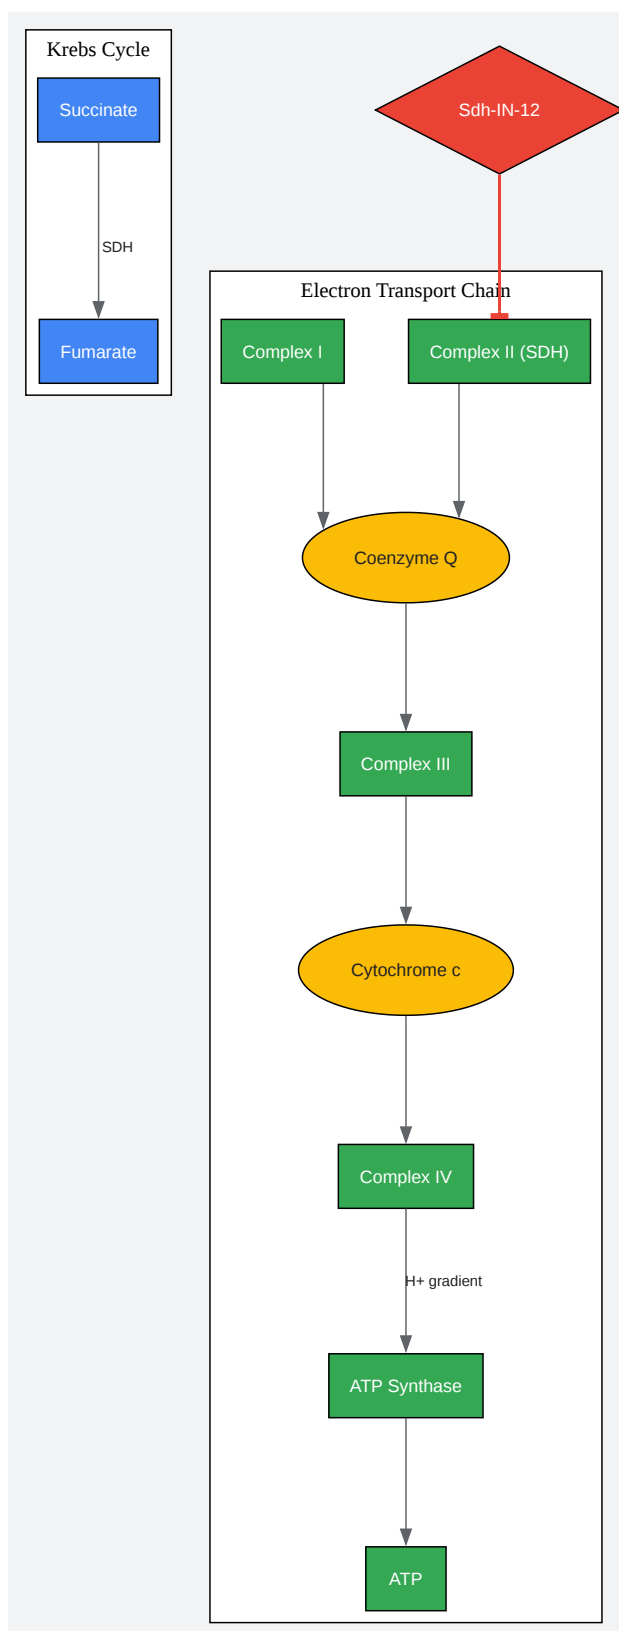 Krebs Cycle
Succinate
SDH
Fumarate
Sdh-IN-12
Electron Transport Chain
Complex I
Complex II (SDH)
Coenzyme Q
Complex III
Cytochrome c
Complex IV
H+ gradient
ATP Synthase
ATP